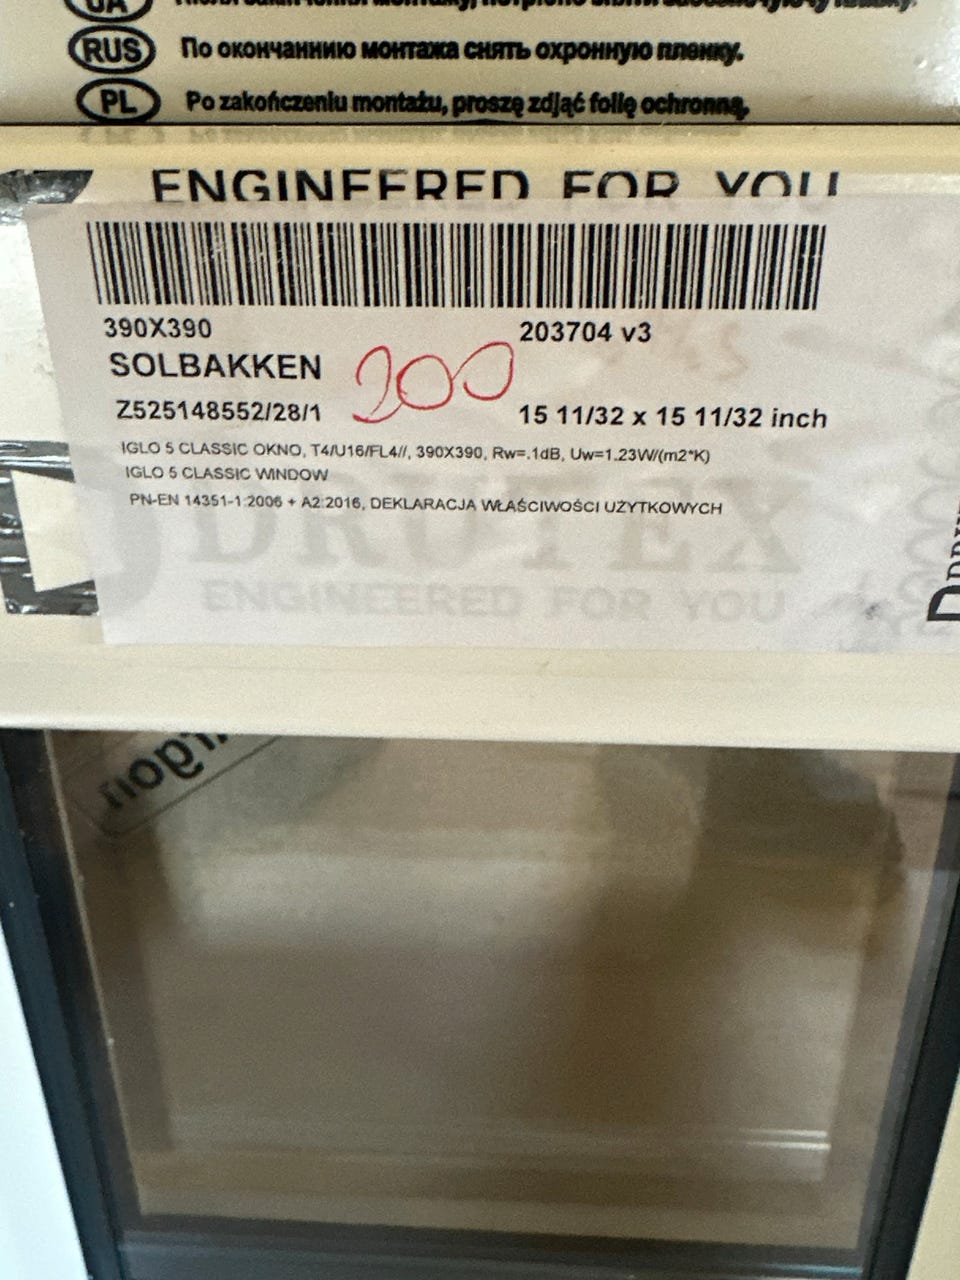 UA
RUS По окончаннию монтажа снять охронную пленку.
PL Po zakończeniu montażu, proszę zdjąć folię ochronną.
ENGINEERED FOR YOU
390X390 203704 v3
SOLBAKKEN 200
Z525148552/28/1 15 11/32 x 15 11/32 inch
IGLO 5 CLASSIC OKNO, T4/U16/FL4//, 390X390, Rw=.1dB, Uw=1.23W/(m2*K)
IGLO 5 CLASSIC WINDOW
PN-EN 14351-1:2006 + A2:2016, DEKLARACJA WŁAŚCIWOŚCI UŻYTKOWYCH
DRUTEX
ENGINEERED FOR YOU
argon